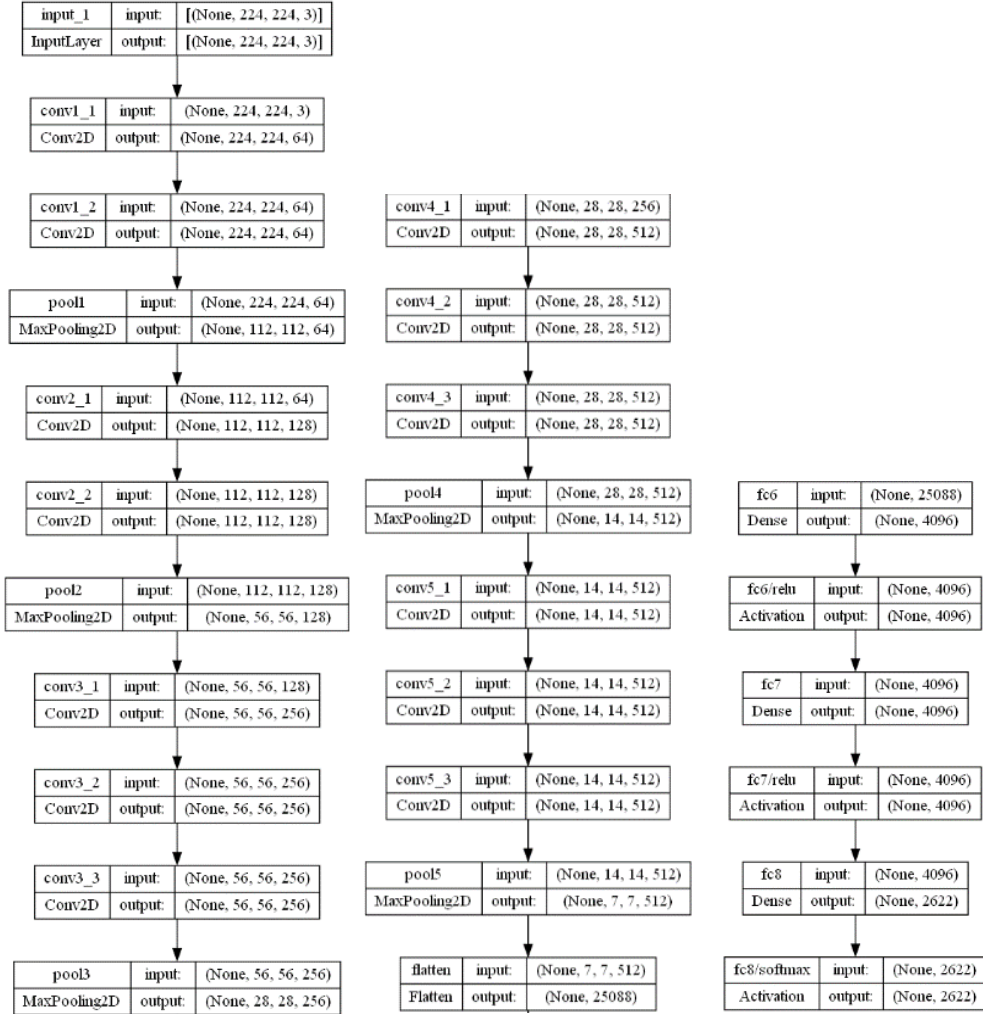 input_1 input: [(None, 224, 224, 3)]
InputLayer output: [(None, 224, 224, 3)]
conv1_1 input: (None, 224, 224, 3)
Conv2D output: (None, 224, 224, 64)
conv1_2 input: (None, 224, 224, 64)
Conv2D output: (None, 224, 224, 64)
pool1 input: (None, 224, 224, 64)
MaxPooling2D output: (None, 112, 112, 64)
conv2_1 input: (None, 112, 112, 64)
Conv2D output: (None, 112, 112, 128)
conv2_2 input: (None, 112, 112, 128)
Conv2D output: (None, 112, 112, 128)
pool2 input: (None, 112, 112, 128)
MaxPooling2D output: (None, 56, 56, 128)
conv3_1 input: (None, 56, 56, 128)
Conv2D output: (None, 56, 56, 256)
conv3_2 input: (None, 56, 56, 256)
Conv2D output: (None, 56, 56, 256)
conv3_3 input: (None, 56, 56, 256)
Conv2D output: (None, 56, 56, 256)
pool3 input: (None, 56, 56, 256)
MaxPooling2D output: (None, 28, 28, 256)
conv4_1 input: (None, 28, 28, 256)
Conv2D output: (None, 28, 28, 512)
conv4_2 input: (None, 28, 28, 512)
Conv2D output: (None, 28, 28, 512)
conv4_3 input: (None, 28, 28, 512)
Conv2D output: (None, 28, 28, 512)
pool4 input: (None, 28, 28, 512)
MaxPooling2D output: (None, 14, 14, 512)
conv5_1 input: (None, 14, 14, 512)
Conv2D output: (None, 14, 14, 512)
conv5_2 input: (None, 14, 14, 512)
Conv2D output: (None, 14, 14, 512)
conv5_3 input: (None, 14, 14, 512)
Conv2D output: (None, 14, 14, 512)
pool5 input: (None, 14, 14, 512)
MaxPooling2D output: (None, 7, 7, 512)
flatten input: (None, 7, 7, 512)
Flatten output: (None, 25088)
fc6 input: (None, 25088)
Dense output: (None, 4096)
fc6/relu input: (None, 4096)
Activation output: (None, 4096)
fc7 input: (None, 4096)
Dense output: (None, 4096)
fc7/relu input: (None, 4096)
Activation output: (None, 4096)
fc8 input: (None, 4096)
Dense output: (None, 2622)
fc8/softmax input: (None, 2622)
Activation output: (None, 2622)